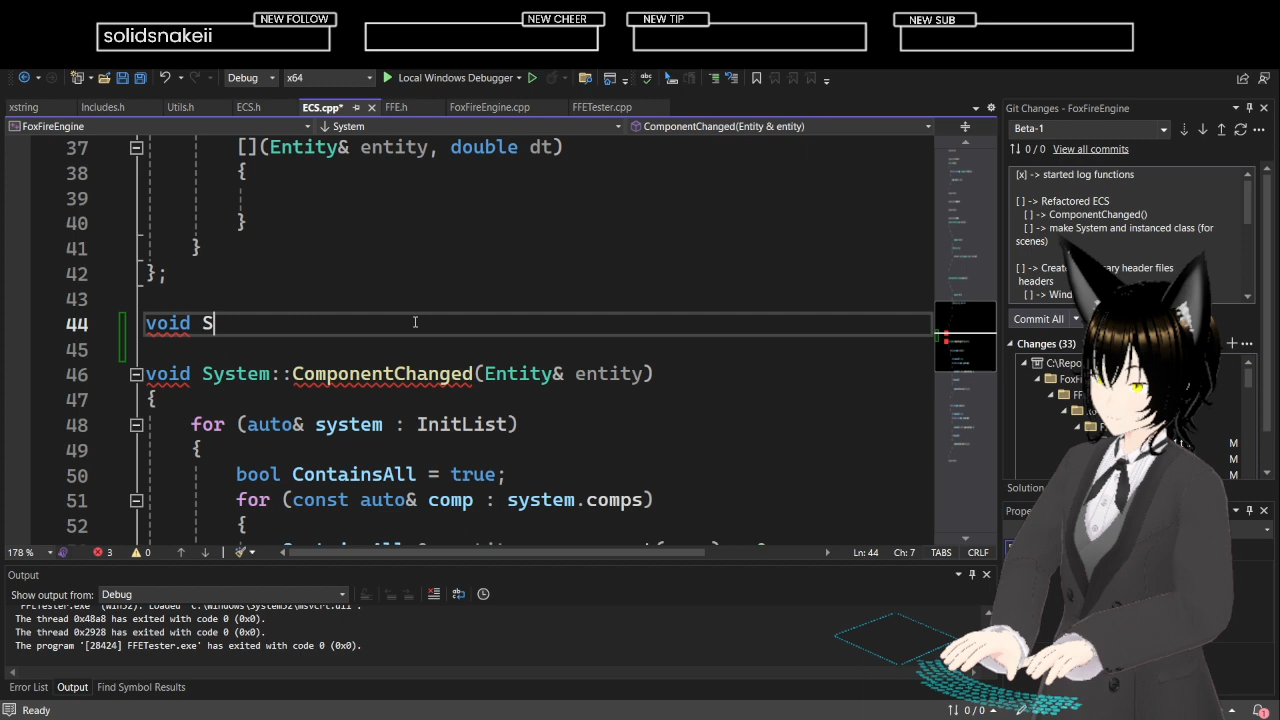 NEW FOLLOW
solidsnakeii
NEW CHEER
NEW TIP
NEW SUB
Debug
x64
Local Windows Debugger
xstring
Includes.h
Utils.h
ECS.h
ECS.cpp*
FFE.h
FoxFireEngine.cpp
FFETester.cpp
FoxFireEngine
System
ComponentChanged(Entity & entity)
37 [](Entity& entity, double dt)
38 {
39
40 }
41 }
42 };
43
44 void S
45
46 void System::ComponentChanged(Entity& entity)
47 {
48 for (auto& system : InitList)
49 {
50 bool ContainsAll = true;
51 for (const auto& comp : system.comps)
52 {
178 %
3
0
Ln: 44
Ch: 7
TABS
CRLF
Git Changes - FoxFireEngine
Beta-1
0 / 0
View all commits
[x] -> started log functions
[ ] -> Refactored ECS
[ ] -> ComponentChanged()
[ ] -> make System and instanced class (for
scenes)
headers
Commit All
Changes (33)
M
M
M
Output
Show output from:
Debug
The thread 0x48a8 has exited with code 0 (0x0).
The thread 0x2928 has exited with code 0 (0x0).
The program '[28424] FFETester.exe' has exited with code 0 (0x0).
Error List
Output
Find Symbol Results
Ready
0 / 0
1